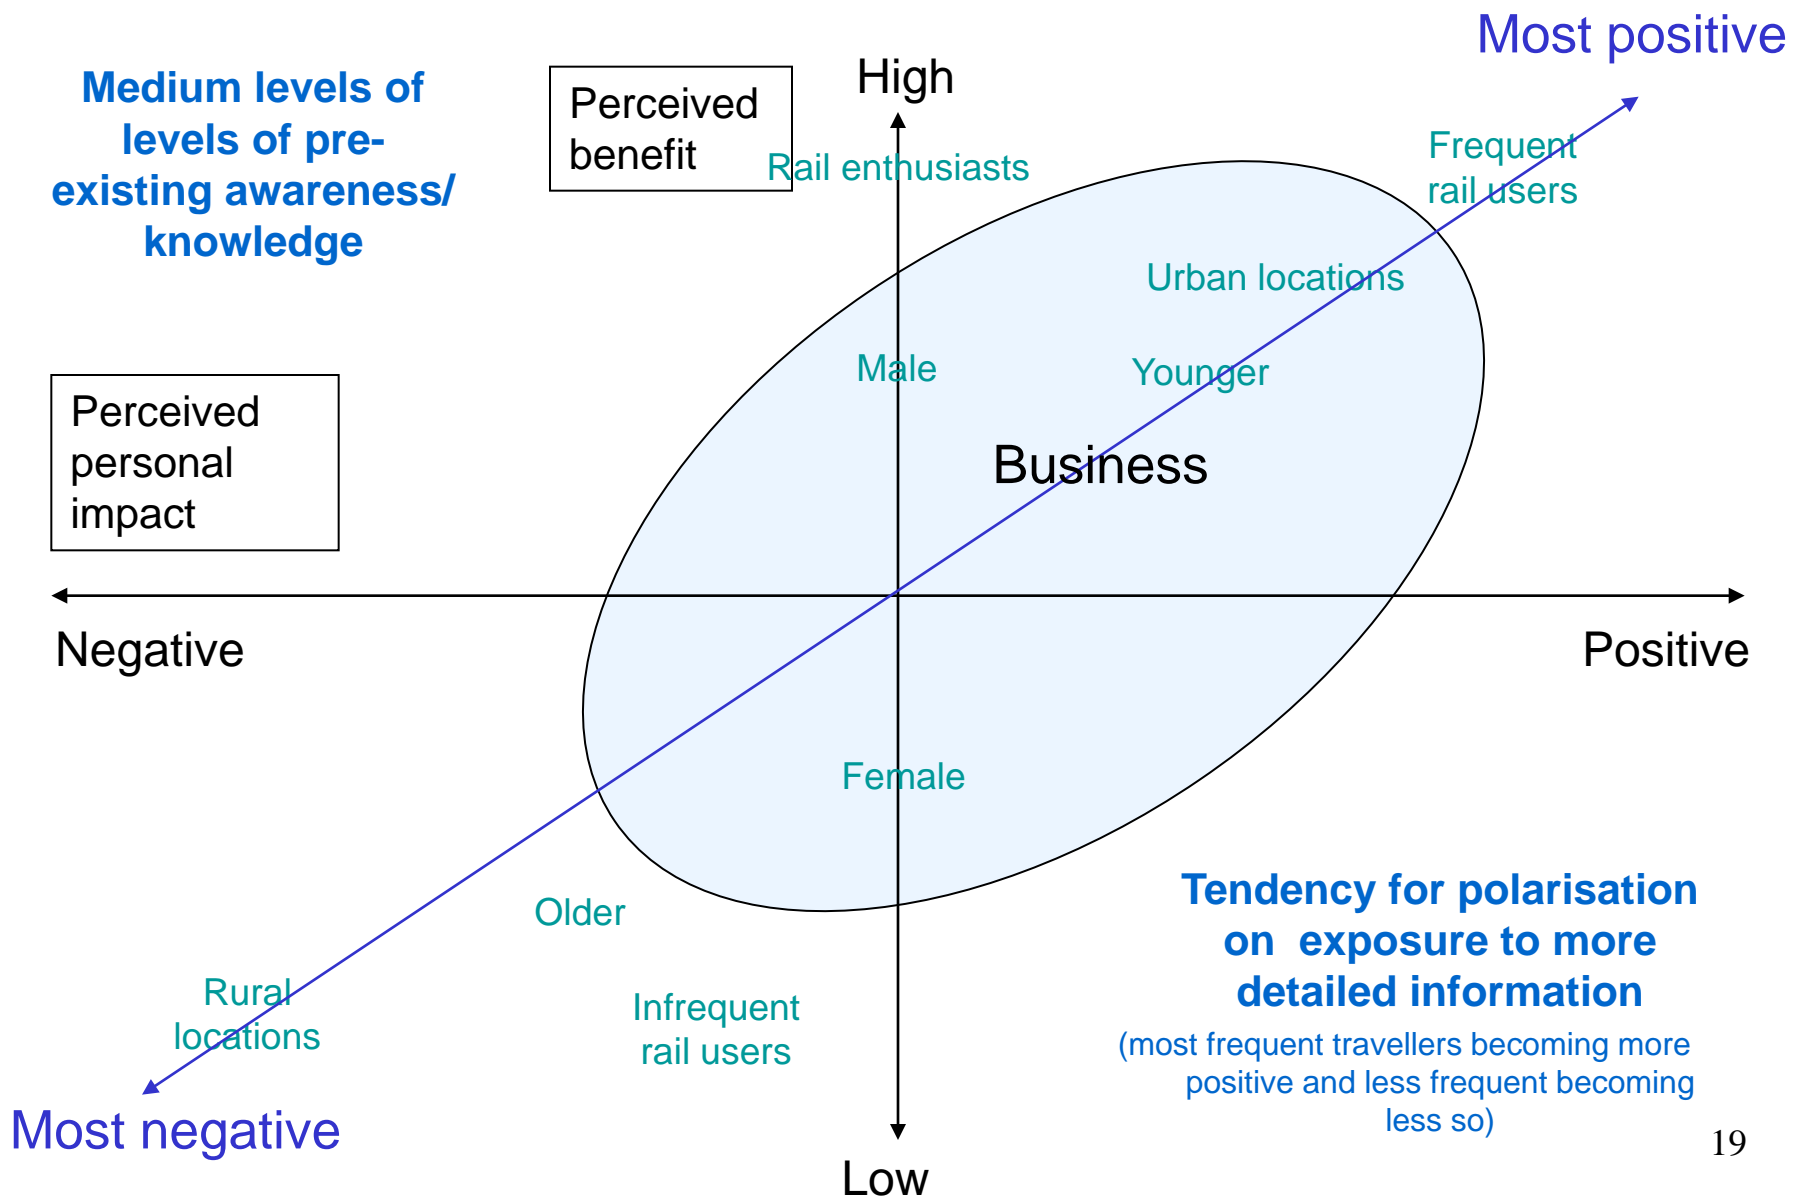 Most positive
Medium levels of
levels of pre-
existing awareness/
knowledge
Perceived
benefit
High
Rail enthusiasts
Frequent
rail users
Urban locations
Male
Younger
Perceived
personal
impact
Business
Negative
Positive
Female
Older
Rural
locations
Infrequent
rail users
Tendency for polarisation
on  exposure to more
detailed information
(most frequent travellers becoming more
positive and less frequent becoming
less so)
Most negative
Low
19